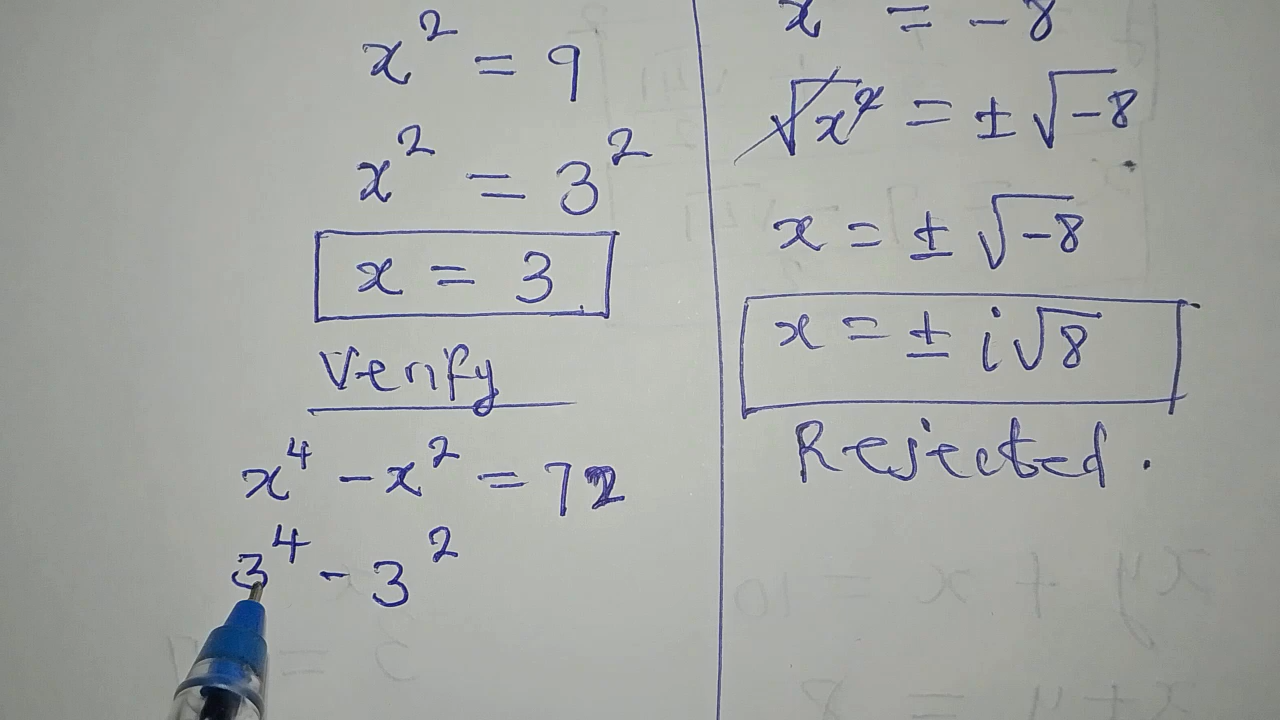 x² = 9
x² = 3²
x = 3
Verify
x⁴ - x² = 72
3⁴ - 3²
x = -8
√x² = ± √-8
x = ± √-8
x = ± i√8
Rejected.